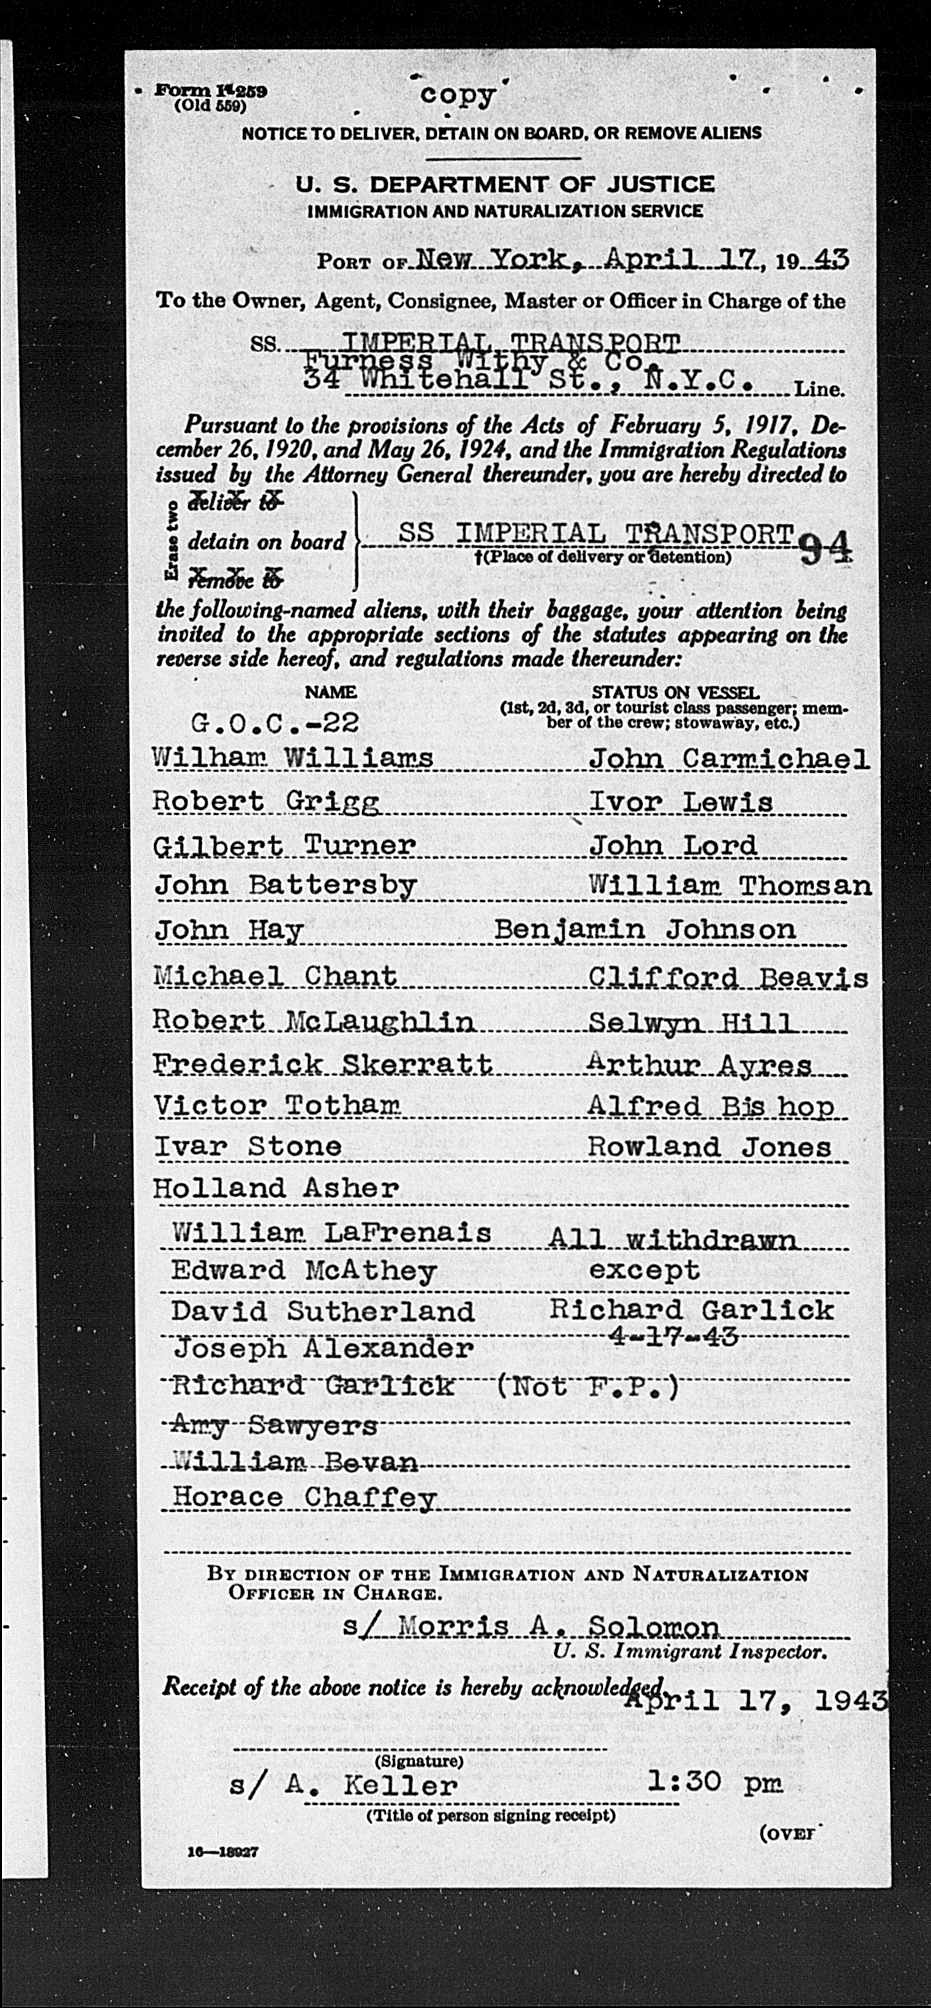 Form I-259
(Old 559)
copy
NOTICE TO DELIVER, DETAIN ON BOARD, OR REMOVE ALIENS
U. S. DEPARTMENT OF JUSTICE
IMMIGRATION AND NATURALIZATION SERVICE
PORT OF New York, April 17, 19 43
To the Owner, Agent, Consignee, Master or Officer in Charge of the
SS. IMPERIAL TRANSPORT
Furness Withy & Co.
34 Whitehall St., N.Y.C. Line.
Pursuant to the provisions of the Acts of February 5, 1917, De-
cember 26, 1920, and May 26, 1924, and the Immigration Regulations
issued by the Attorney General thereunder, you are hereby directed to
Erase two
deliver to
detain on board SS IMPERIAL TRANSPORT 94
†(Place of delivery or detention)
remove to
the following-named aliens, with their baggage, your attention being
invited to the appropriate sections of the statutes appearing on the
reverse side hereof, and regulations made thereunder:
NAME STATUS ON VESSEL
(1st, 2d, 3d, or tourist class passenger; mem-
G.O.C.-22 ber of the crew; stowaway, etc.)
Wilham Williams John Carmichael
Robert Grigg Ivor Lewis
Gilbert Turner John Lord
John Battersby William Thomsan
John Hay Benjamin Johnson
Michael Chant Clifford Beavis
Robert McLaughlin Selwyn Hill
Frederick Skerratt Arthur Ayres
Victor Totham Alfred Bis hop
Ivar Stone Rowland Jones
Holland Asher
William LaFrenais All withdrawn
Edward McAthey except
David Sutherland Richard Garlick
Joseph Alexander 4-17-43
Richard Garlick (Not F.P.)
Amy Sawyers
William Bevan
Horace Chaffey
BY DIRECTION OF THE IMMIGRATION AND NATURALIZATION
OFFICER IN CHARGE.
s/ Morris A. Solomon
U. S. Immigrant Inspector.
Receipt of the above notice is hereby acknowledged.
April 17, 1943
(Signature)
s/ A. Keller 1:30 pm
(Title of person signing receipt)
(OVER
16—18927